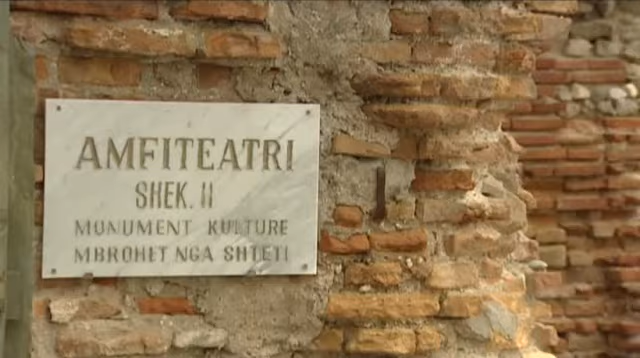 AMFITEATRI
SHEK. II
MONUMENT KULTURE
MBROHET NGA SHTETI